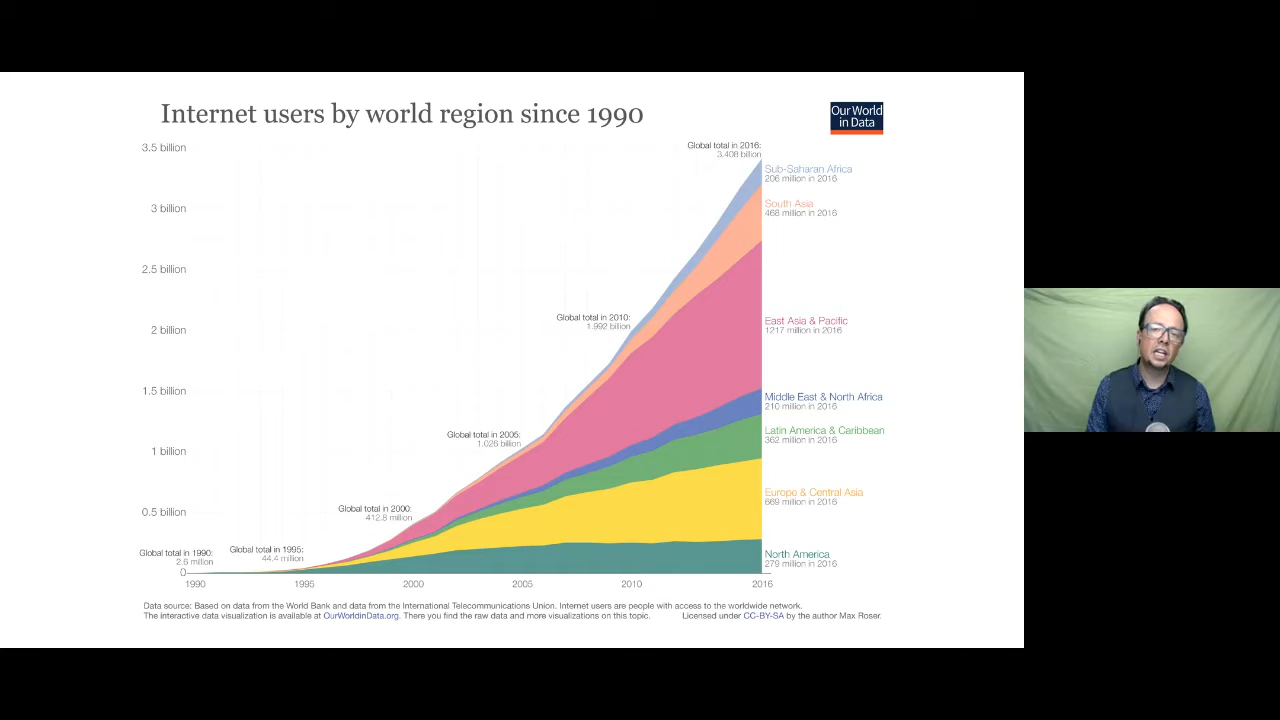 Internet users by world region since 1990
Our World
in Data
3.5 billion
3 billion
2.5 billion
2 billion
1.5 billion
1 billion
0.5 billion
0
Global total in 1990:
2.6 million
Global total in 1995:
44.4 million
Global total in 2000:
412.8 million
Global total in 2005:
1.026 billion
Global total in 2010:
1.992 billion
Global total in 2016:
3.408 billion
Sub-Saharan Africa
206 million in 2016
South Asia
468 million in 2016
East Asia & Pacific
1217 million in 2016
Middle East & North Africa
210 million in 2016
Latin America & Caribbean
362 million in 2016
Europe & Central Asia
669 million in 2016
North America
279 million in 2016
1990
1995
2000
2005
2010
2016
Data source: Based on data from the World Bank and data from the International Telecommunications Union. Internet users are people with access to the worldwide network.
The interactive data visualization is available at OurWorldinData.org. There you find the raw data and more visualizations on this topic.
Licensed under CC-BY-SA by the author Max Roser.